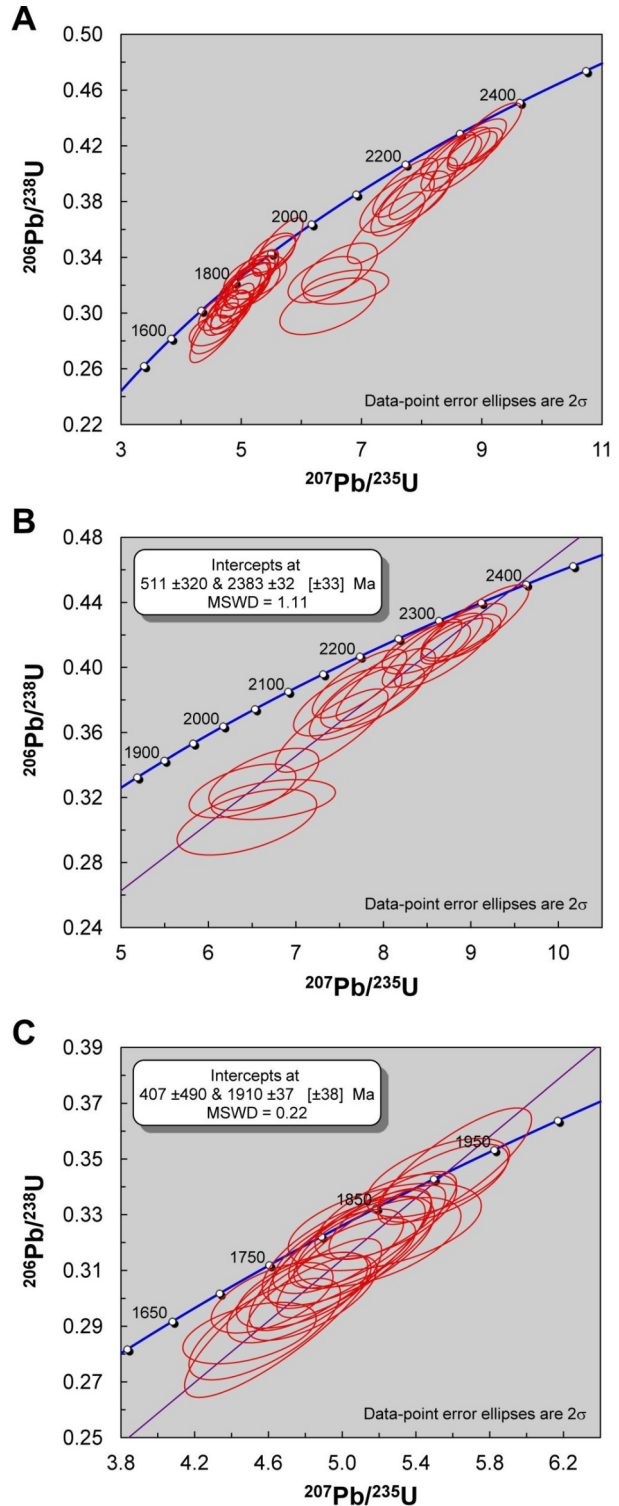 A
0.50
0.46
0.42
0.38
0.34
0.30
0.26
0.22
²⁰⁶Pb/²³⁸U
2400
2200
2000
1800
1600
Data-point error ellipses are 2σ
3 5 7 9 11
²⁰⁷Pb/²³⁵U
B
0.48
0.44
0.40
0.36
0.32
0.28
0.24
²⁰⁶Pb/²³⁸U
Intercepts at
511 ±320 & 2383 ±32 [±33] Ma
MSWD = 1.11
2400
2300
2200
2100
2000
1900
Data-point error ellipses are 2σ
5 6 7 8 9 10
²⁰⁷Pb/²³⁵U
C
0.39
0.37
0.35
0.33
0.31
0.29
0.27
0.25
²⁰⁶Pb/²³⁸U
Intercepts at
407 ±490 & 1910 ±37 [±38] Ma
MSWD = 0.22
1950
1850
1750
1650
Data-point error ellipses are 2σ
3.8 4.2 4.6 5.0 5.4 5.8 6.2
²⁰⁷Pb/²³⁵U